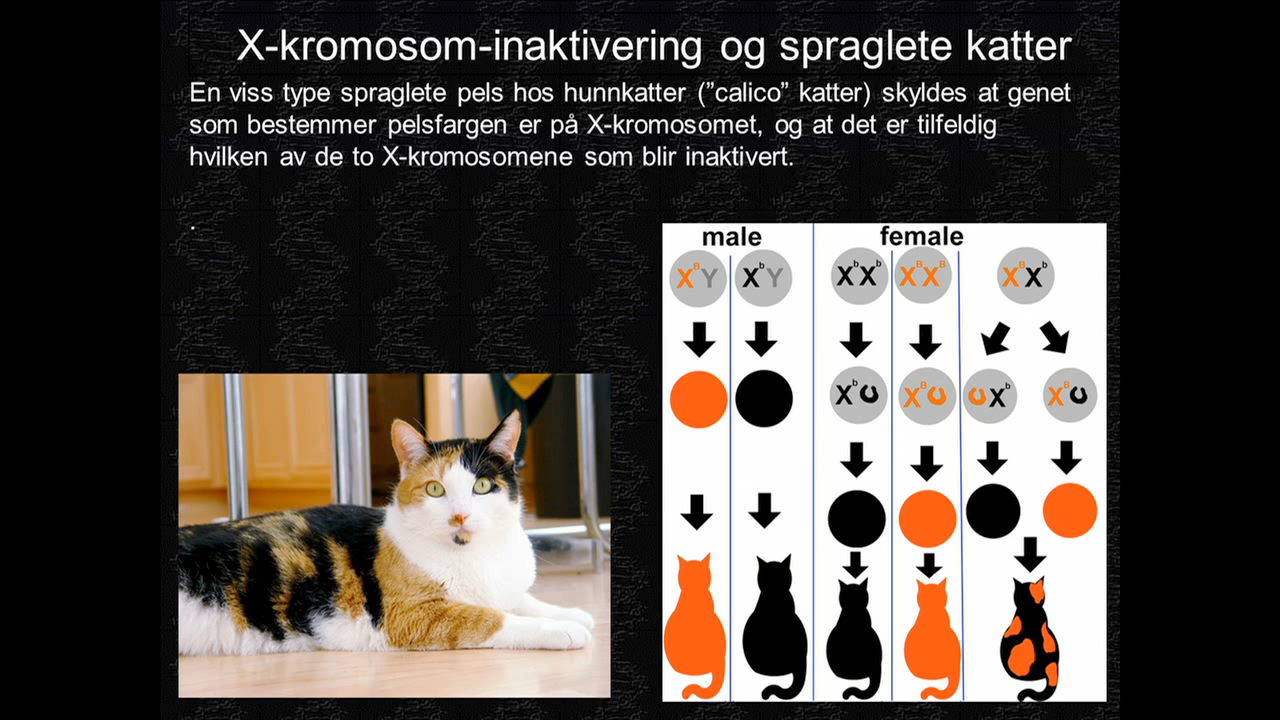 X-kromosom-inaktivering og spraglete katter
En viss type spraglete pels hos hunnkatter (”calico” katter) skyldes at genet
som bestemmer pelsfargen er på X-kromosomet, og at det er tilfeldig
hvilken av de to X-kromosomene som blir inaktivert.
.
male female
XᴮY XᵇY XᵇXᵇ XᴮXᴮ XᴮXᵇ
Xᵇ Xᴮ Xᵇ Xᴮ